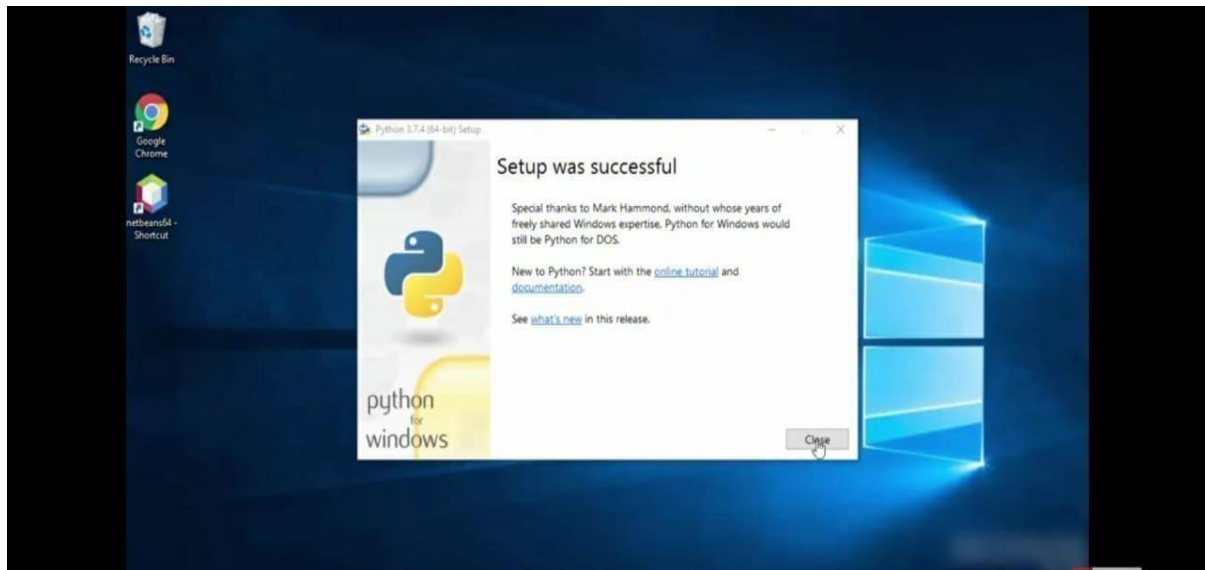 Recycle Bin
Google
Chrome
netbeans64 -
Shortcut
Python 3.7.4 (64-bit) Setup
Setup was successful
Special thanks to Mark Hammond, without whose years of
freely shared Windows expertise, Python for Windows would
still be Python for DOS.
New to Python? Start with the online tutorial and
documentation.
See what's new in this release.
python
for
windows
Close